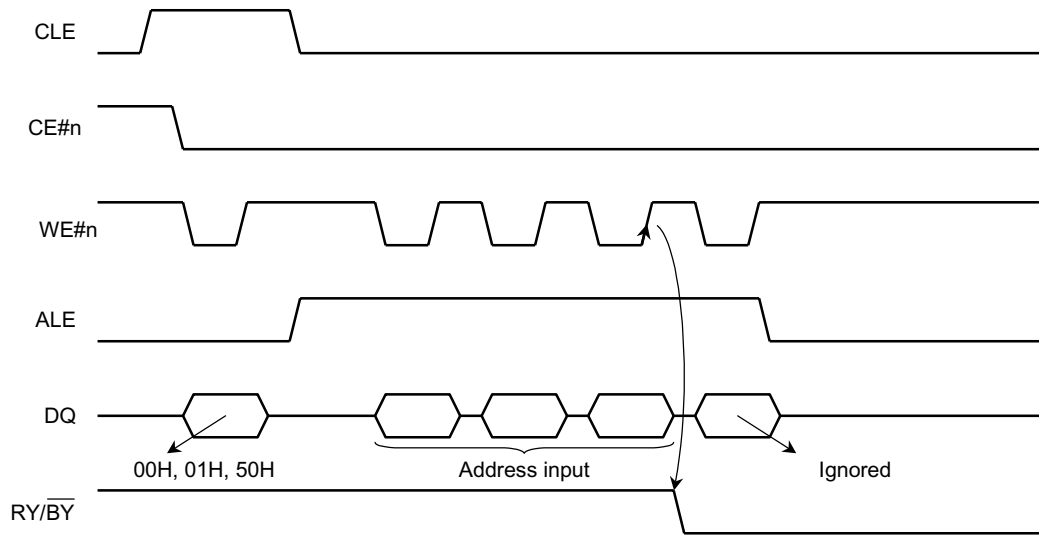 CLE
CE#n
WE#n
ALE
DQ
00H, 01H, 50H Address input Ignored
RY/BY